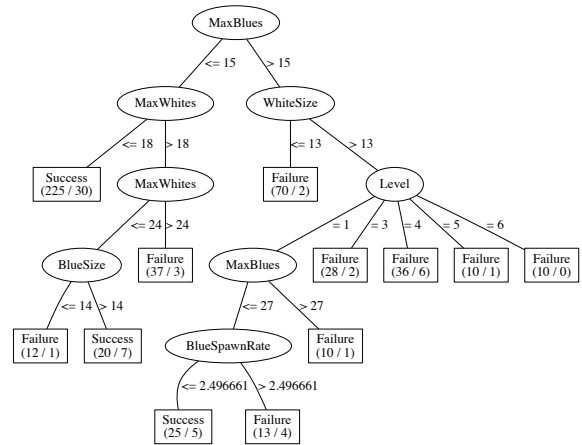 MaxBlues
<= 15
> 15
MaxWhites
WhiteSize
<= 18
> 18
<= 13
> 13
Success
(225 / 30)
MaxWhites
Failure
(70 / 2)
Level
<= 24
> 24
= 1
= 3
= 4
= 5
= 6
BlueSize
Failure
(37 / 3)
MaxBlues
Failure
(28 / 2)
Failure
(36 / 6)
Failure
(10 / 1)
Failure
(10 / 0)
<= 14
> 14
<= 27
> 27
Failure
(12 / 1)
Success
(20 / 7)
BlueSpawnRate
Failure
(10 / 1)
<= 2.496661
> 2.496661
Success
(25 / 5)
Failure
(13 / 4)